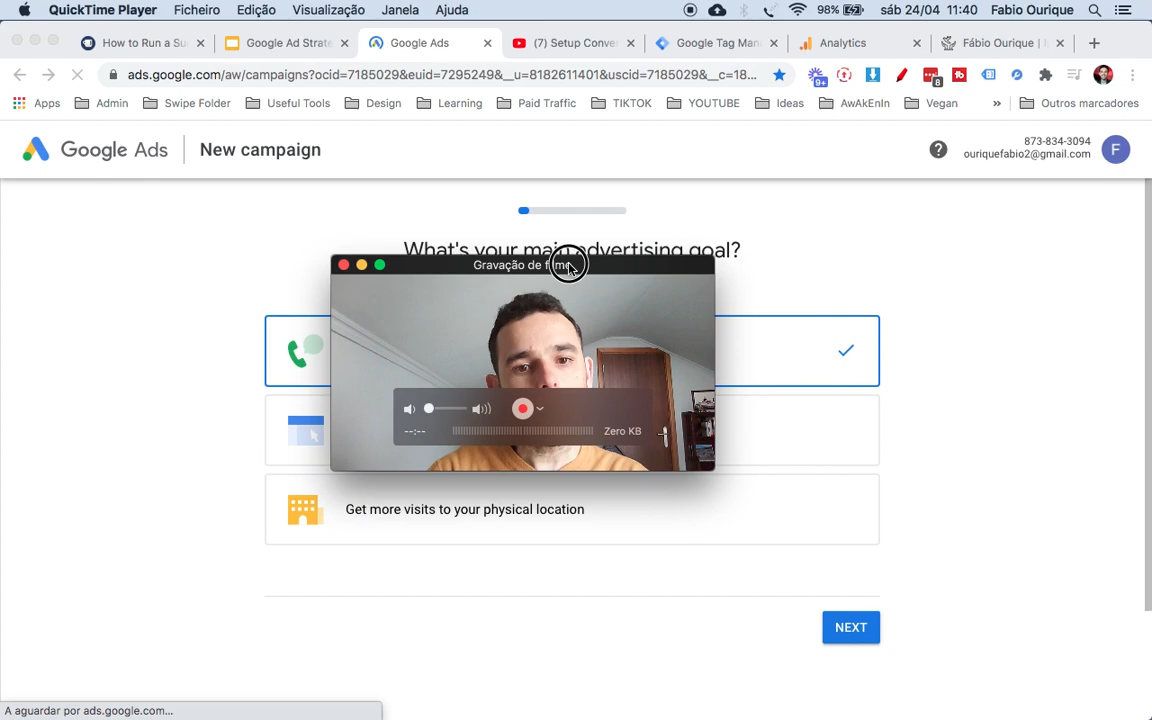 QuickTime Player Ficheiro Edição Visualização Janela Ajuda 98% sáb 24/04 11:40 Fabio Ourique
How to Run a Su Google Ad Strate Google Ads (7) Setup Conver Google Tag Man Analytics Fábio Ourique |
ads.google.com/aw/campaigns?ocid=7185029&euid=7295249&__u=8182611401&uscid=7185029&__c=18... 9+ 8
Apps Admin Swipe Folder Useful Tools Design Learning Paid Traffic TIKTOK YOUTUBE Ideas AwAkEnIn Vegan » Outros marcadores
Google Ads New campaign
873-834-3094
ouriquefabio2@gmail.com
F
What's your main advertising goal?
Gravação de filme
--:-- Zero KB
Get more visits to your physical location
NEXT
A aguardar por ads.google.com...